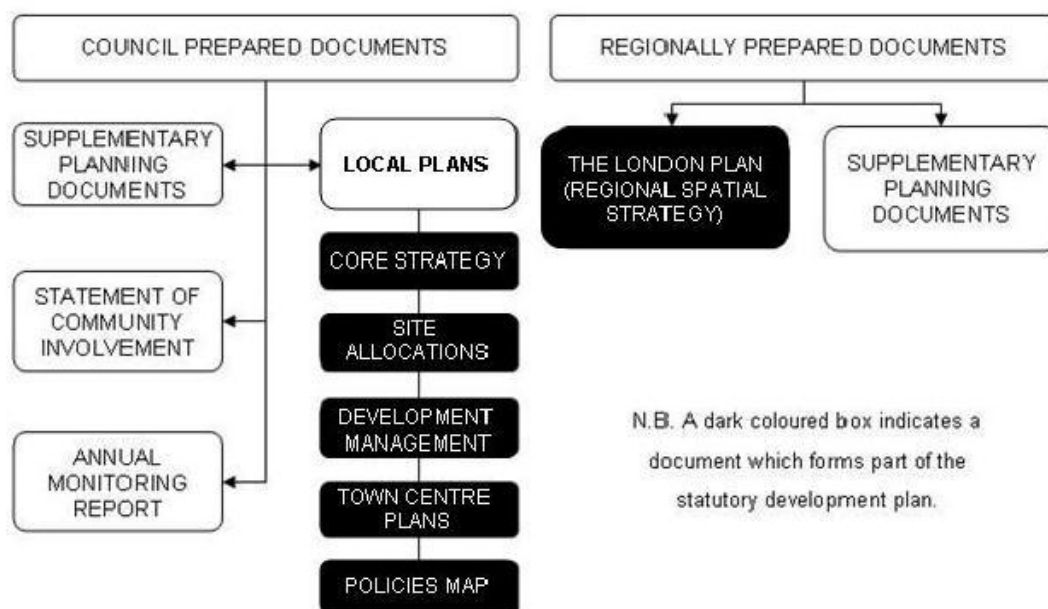 COUNCIL PREPARED DOCUMENTS
REGIONALLY PREPARED DOCUMENTS
SUPPLEMENTARY
PLANNING
DOCUMENTS
LOCAL PLANS
THE LONDON PLAN
(REGIONAL SPATIAL
STRATEGY)
SUPPLEMENTARY
PLANNING
DOCUMENTS
CORE STRATEGY
STATEMENT OF
COMMUNITY
INVOLVEMENT
SITE
ALLOCATIONS
DEVELOPMENT
MANAGEMENT
ANNUAL
MONITORING
REPORT
TOWN CENTRE
PLANS
POLICIES MAP
N.B. A dark coloured box indicates a
document which forms part of the
statutory development plan.